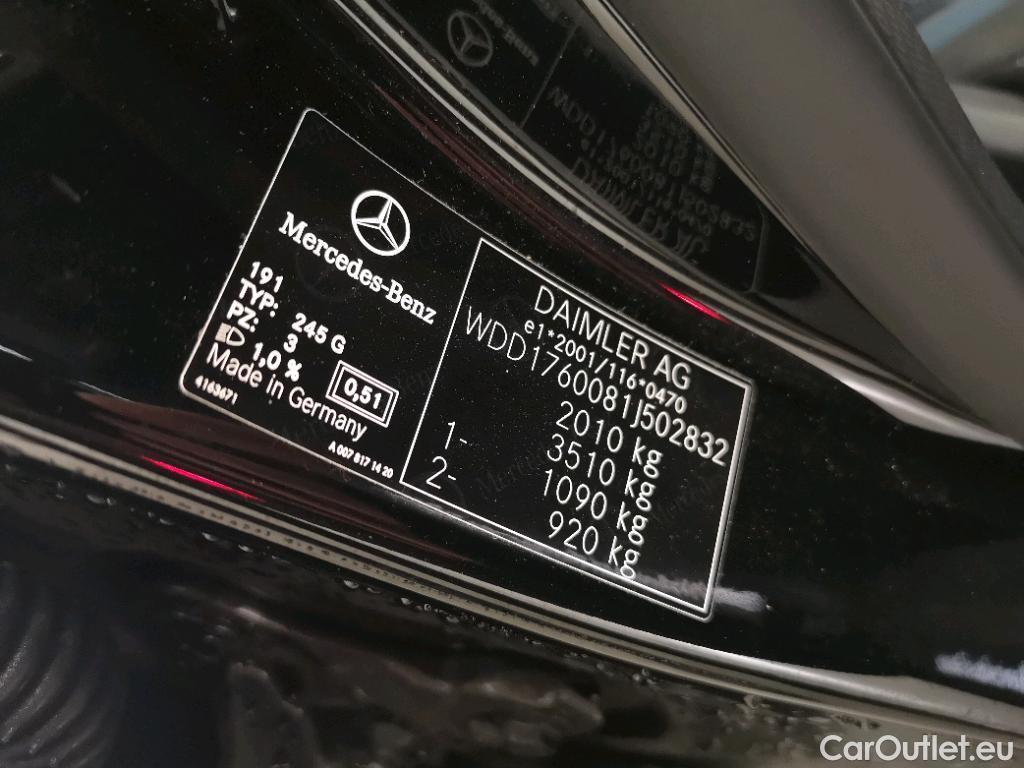 Mercedes-Benz
191
TYP: 245 G
PZ: 3
1,0 %
0,51
Made in Germany
4163671
A 007 817 14 20
DAIMLER AG
e1*2001/116*0470
WDD1760081J502832
2010 kg
3510 kg
1- 1090 kg
2- 920 kg
CarOutlet.eu